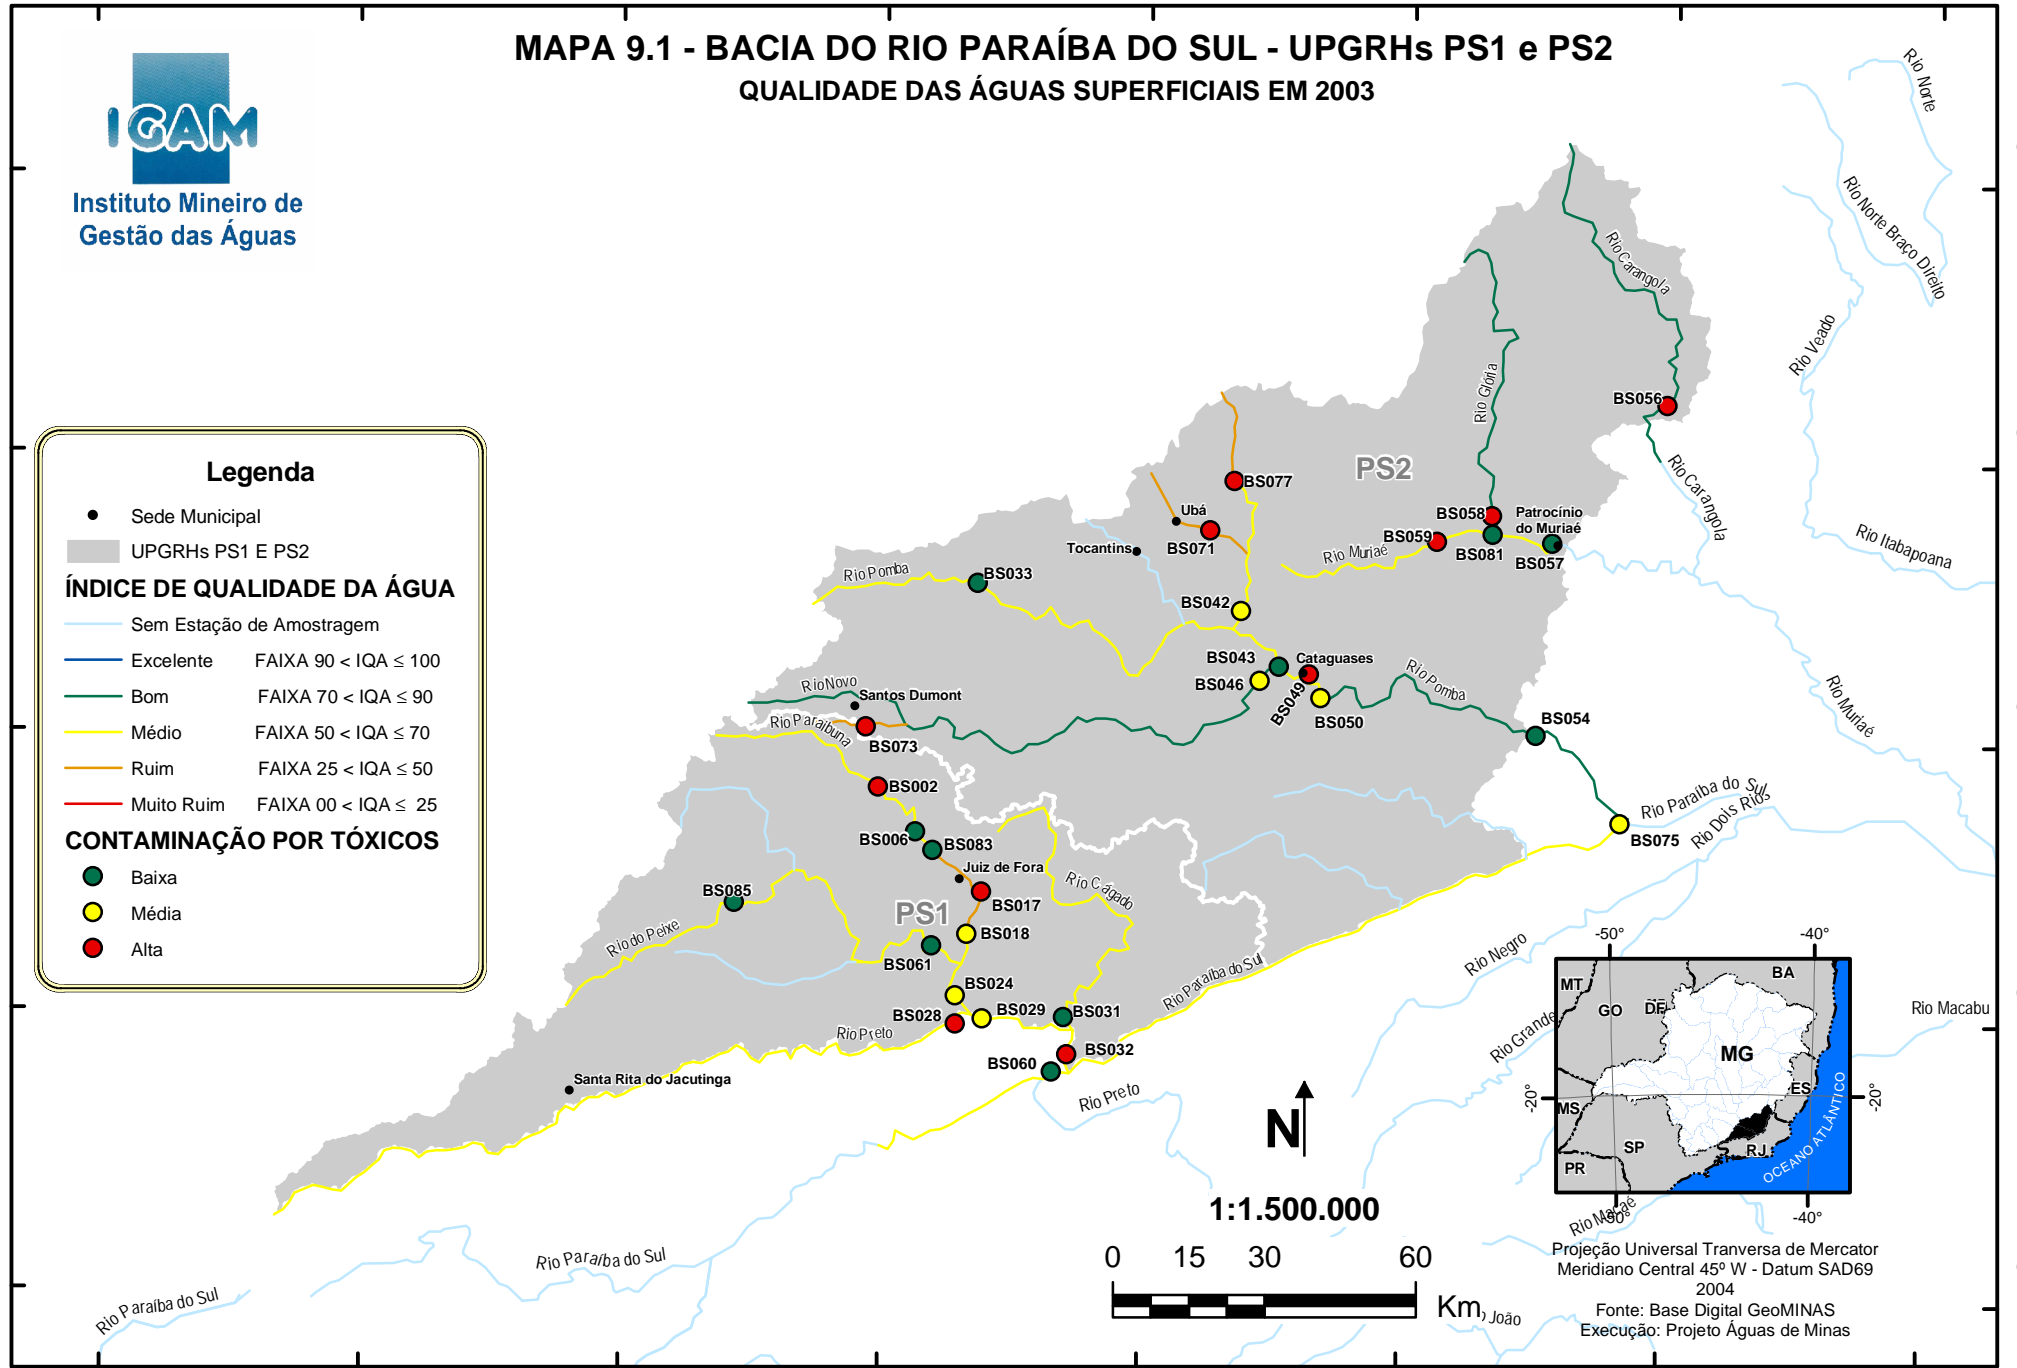 MAPA 9.1 - BACIA DO RIO PARAÍBA DO SUL - UPGRHs PS1 e PS2
QUALIDADE DAS ÁGUAS SUPERFICIAIS EM 2003
IGAM
Instituto Mineiro de
Gestão das Águas
Rio Norte
Rio Norte Braço Direito
Rio Carangola
Rio Veado
Rio Glória
BS056
Legenda
Sede Municipal
UPGRHs PS1 E PS2
ÍNDICE DE QUALIDADE DA ÁGUA
Sem Estação de Amostragem
Excelente FAIXA 90 < IQA ≤ 100
Bom FAIXA 70 < IQA ≤ 90
Médio FAIXA 50 < IQA ≤ 70
Ruim FAIXA 25 < IQA ≤ 50
Muito Ruim FAIXA 00 < IQA ≤ 25
CONTAMINAÇÃO POR TÓXICOS
Baixa
Média
Alta
PS2
BS077
Rio Carangola
Ubá
BS071
Tocantins
BS058
Patrocínio
do Muriaé
BS059
BS081
BS057
Rio Muriaé
Rio Itabapoana
Rio Pomba
BS033
BS042
BS043
Cataguases
BS046
BS049
BS050
Rio Pomba
BS054
Rio Muriaé
Rio Novo
Santos Dumont
Rio Paraibuna
BS073
BS002
BS006
BS083
Juiz de Fora
BS017
Rio Cágado
BS085
PS1
BS018
Rio do Peixe
BS061
BS024
BS028
BS029
BS031
Rio Preto
BS032
BS060
Santa Rita do Jacutinga
Rio Paraíba do Sul
Rio Preto
Rio Paraíba do Sul
BS075
Rio Dois Rios
Rio Negro
Rio Grande
Rio Macabu
Rio Macaé
Rio Paraíba do Sul
Rio Paraíba do Sul
João
N
1:1.500.000
0 15 30 60
Km
-50° -40°
MT
GO
DF
BA
MG
ES
MS
SP
RJ
PR
OCEANO ATLÂNTICO
-20° -20°
-50° -40°
Projeção Universal Tranversa de Mercator
Meridiano Central 45º W - Datum SAD69
2004
Fonte: Base Digital GeoMINAS
Execução: Projeto Águas de Minas